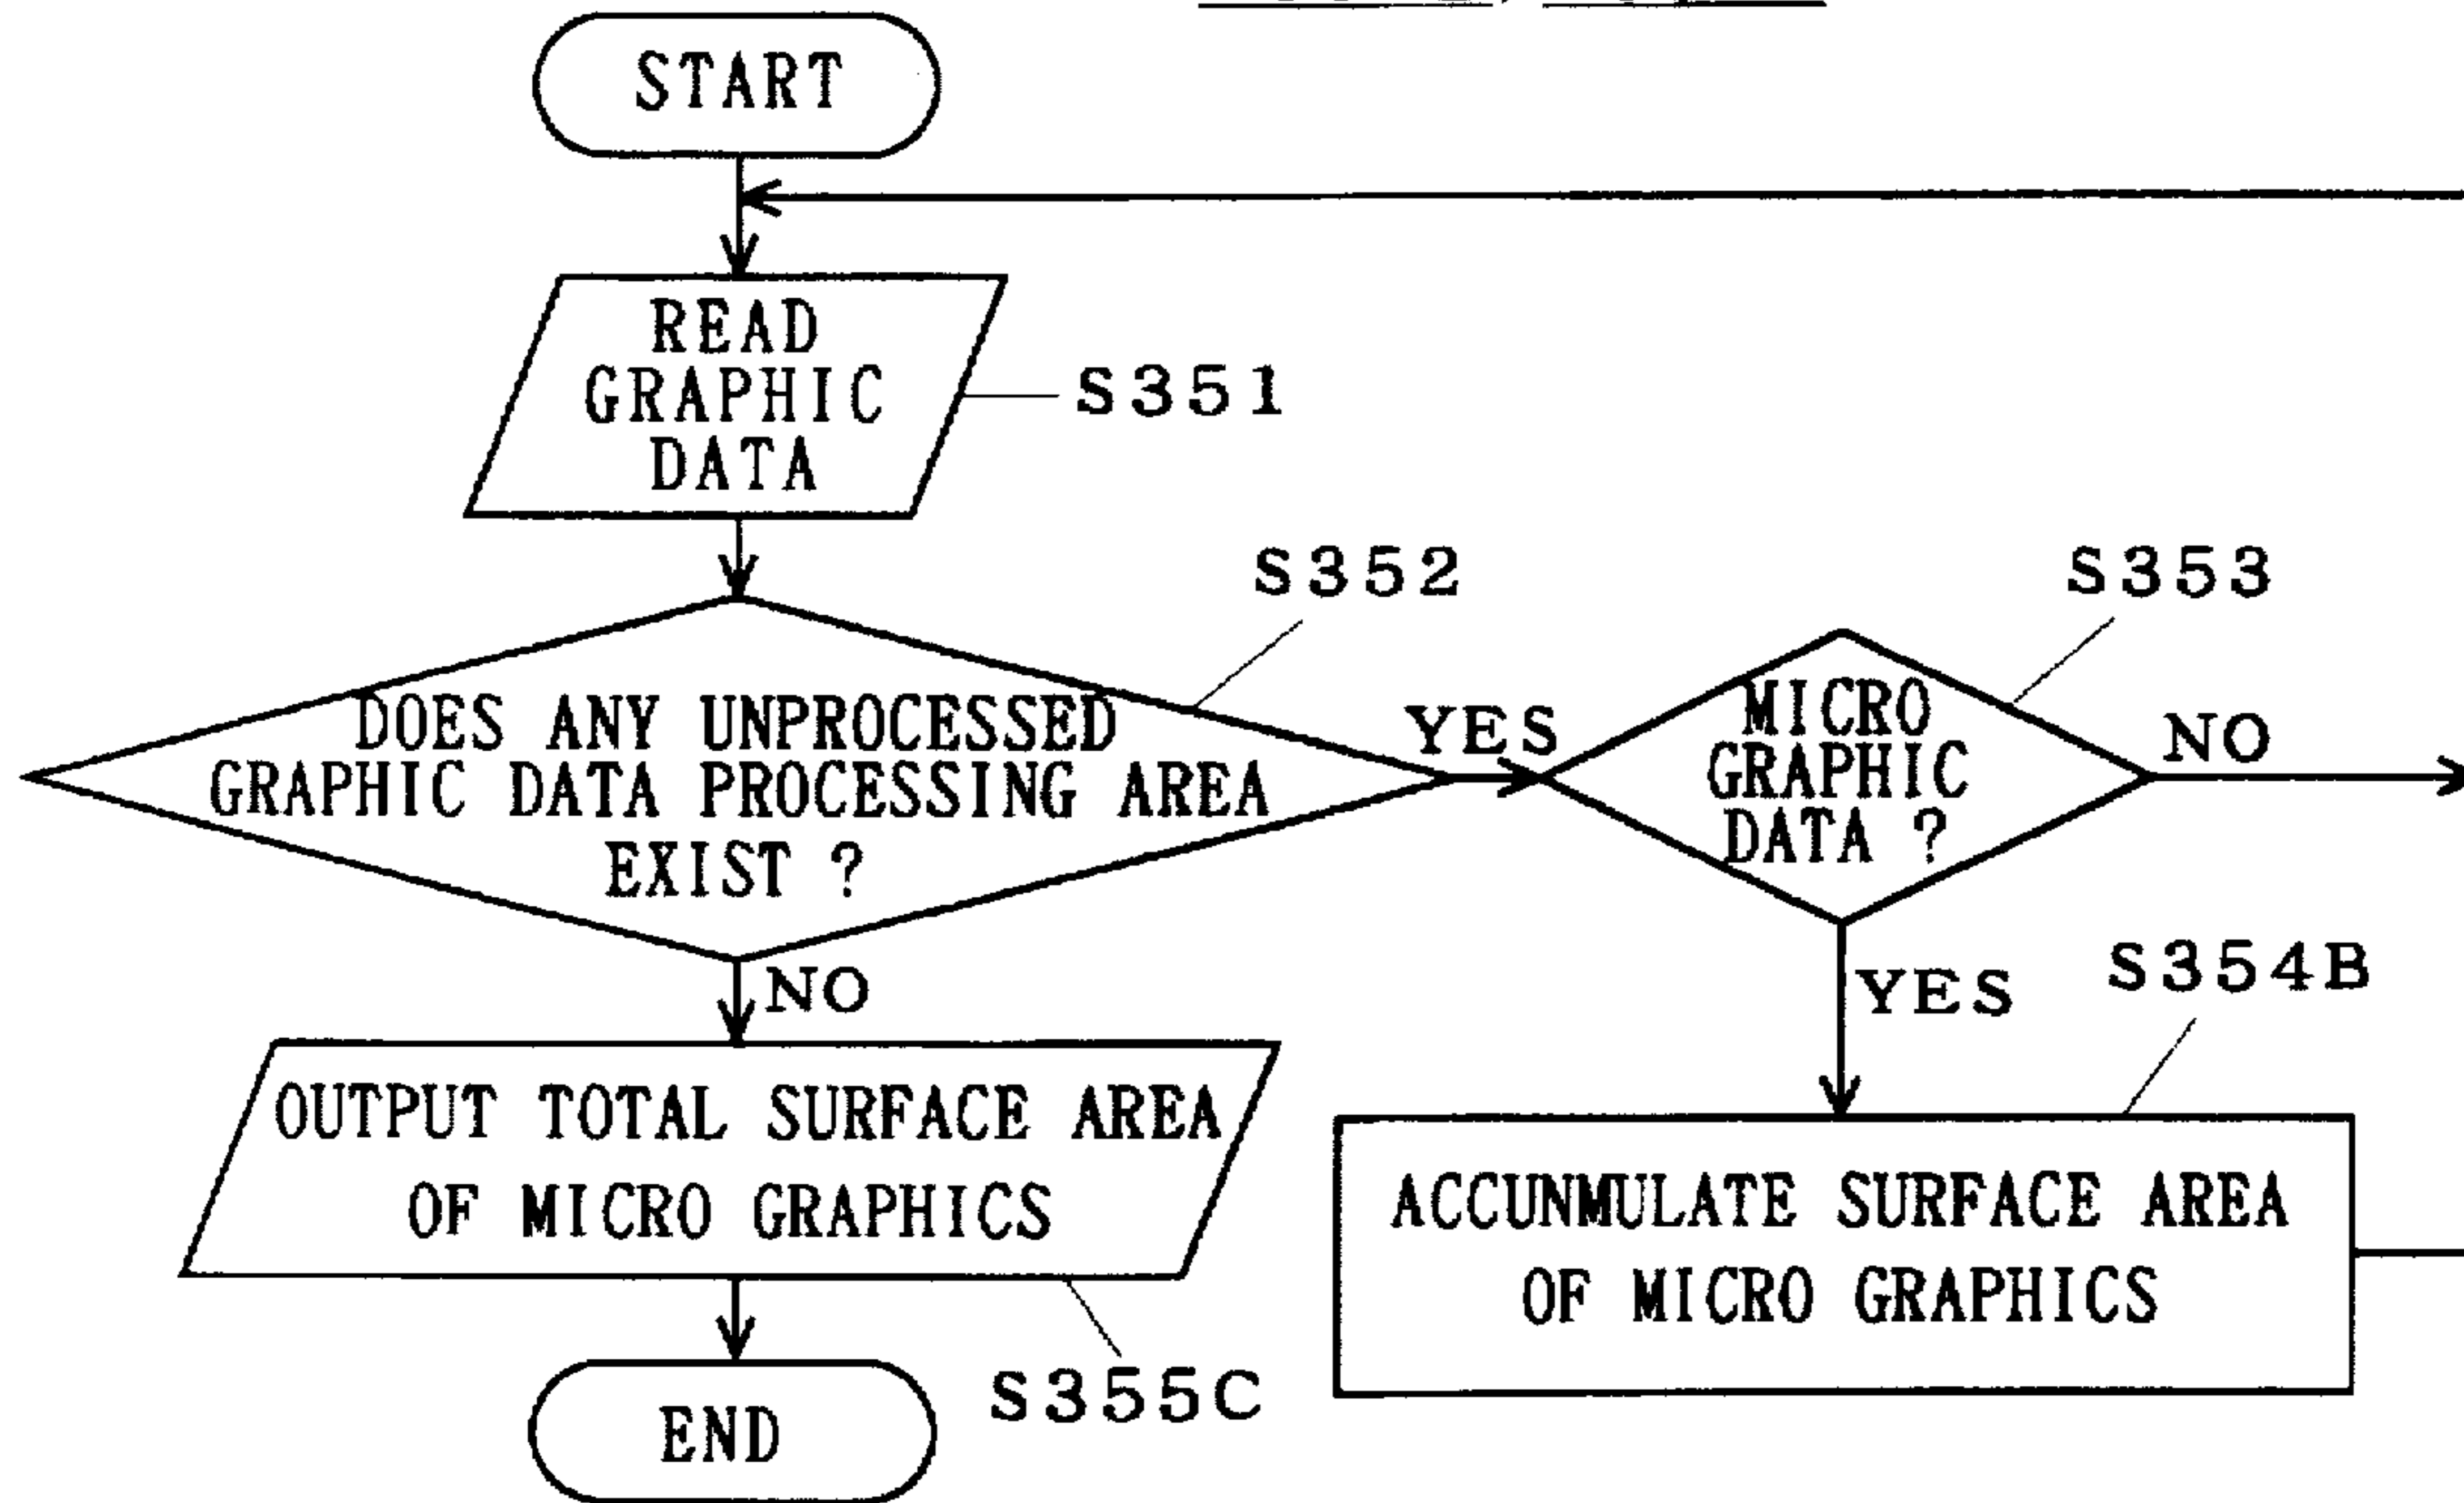 START
READ
GRAPHIC
DATA
S351
S352
S353
DOES ANY UNPROCESSED
GRAPHIC DATA PROCESSING AREA
EXIST ?
YES
MICRO
GRAPHIC
DATA ?
NO
NO
YES
S354B
OUTPUT TOTAL SURFACE AREA
OF MICRO GRAPHICS
ACCUNMULATE SURFACE AREA
OF MICRO GRAPHICS
S355C
END